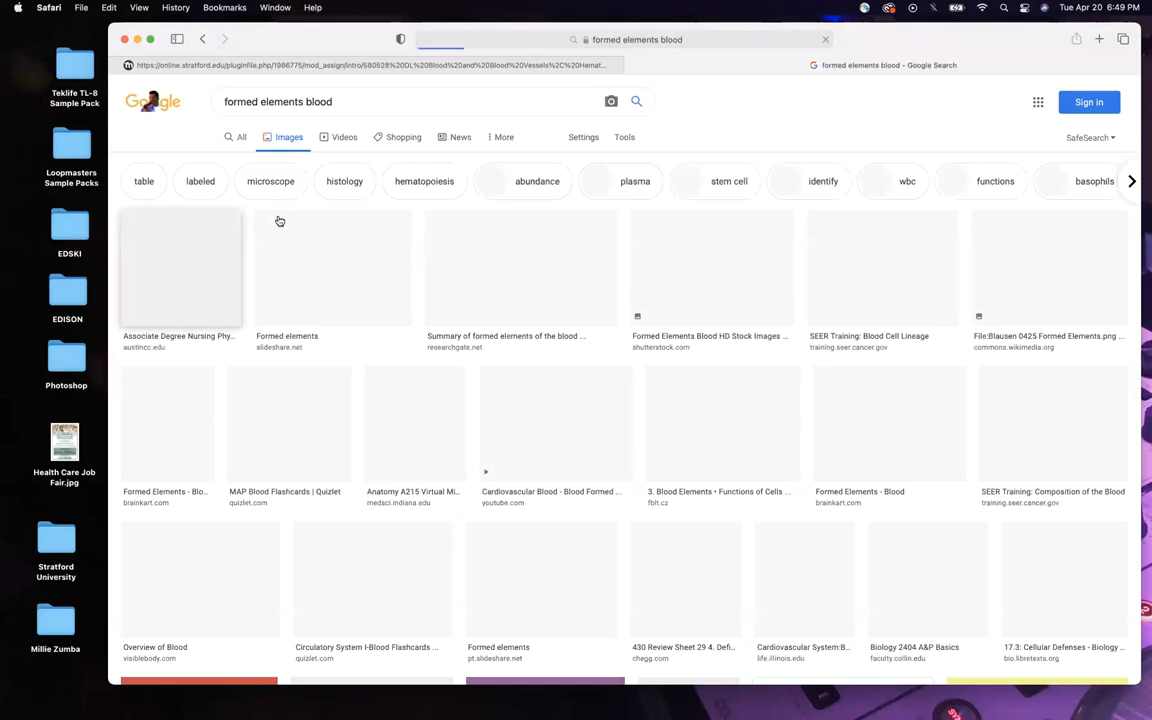 Safari File Edit View History Bookmarks Window Help Tue Apr 20 6:49 PM
formed elements blood
https://online.stratford.edu/pluginfile.php/1986775/mod_assign/intro/580528%20DL%20Blood%20and%20Blood%20Vessels%2C%20Hemat...
formed elements blood - Google Search
Google
formed elements blood
Sign in
All Images Videos Shopping News More Settings Tools SafeSearch
table labeled microscope histology hematopoiesis abundance plasma stem cell identify wbc functions basophils
Associate Degree Nursing Phy... Formed elements Summary of formed elements of the blood ... Formed Elements Blood HD Stock Images ... SEER Training: Blood Cell Lineage File:Blausen 0425 Formed Elements.png ...
austincc.edu slideshare.net researchgate.net shutterstock.com training.seer.cancer.gov commons.wikimedia.org
Formed Elements - Blo... MAP Blood Flashcards | Quizlet Anatomy A215 Virtual Mi... Cardiovascular Blood - Blood Formed ... 3. Blood Elements • Functions of Cells ... Formed Elements - Blood SEER Training: Composition of the Blood
brainkart.com quizlet.com medsci.indiana.edu youtube.com fblt.cz brainkart.com training.seer.cancer.gov
Overview of Blood Circulatory System I-Blood Flashcards ... Formed elements 430 Review Sheet 29 4. Defi... Cardiovascular System:B... Biology 2404 A&P Basics 17.3: Cellular Defenses - Biology ...
visiblebody.com quizlet.com pt.slideshare.net chegg.com life.illinois.edu faculty.collin.edu bio.libretexts.org
Teklife TL-8
Sample Pack
Loopmasters
Sample Packs
EDSKI
EDISON
Photoshop
Health Care Job
Fair.jpg
Stratford
University
Millie Zumba